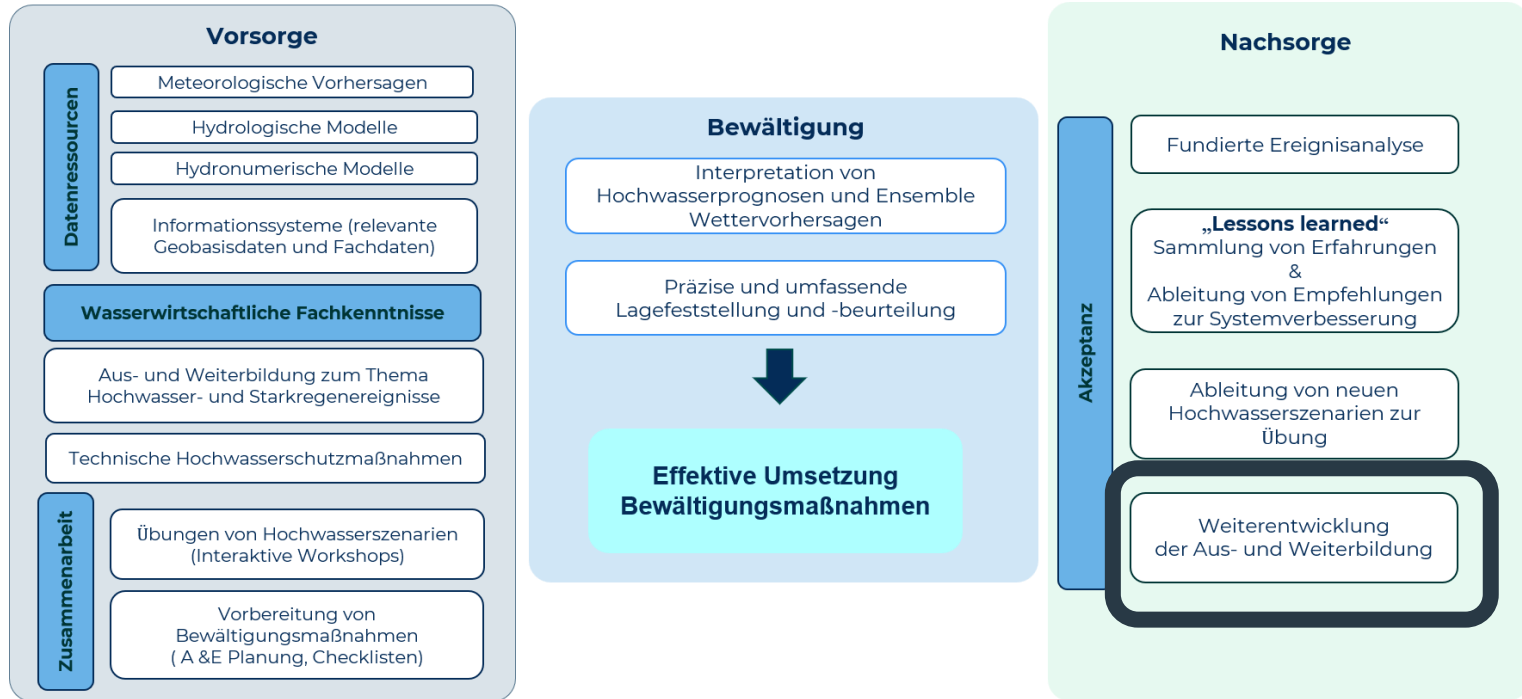 Vorsorge
Datenressourcen
Meteorologische Vorhersagen
Hydrologische Modelle
Hydronumerische Modelle
Informationssysteme (relevante
Geobasisdaten und Fachdaten)
Wasserwirtschaftliche Fachkenntnisse
Aus- und Weiterbildung zum Thema
Hochwasser- und Starkregenereignisse
Technische Hochwasserschutzmaßnahmen
Zusammenarbeit
Übungen von Hochwasserszenarien
(Interaktive Workshops)
Vorbereitung von
Bewältigungsmaßnahmen
( A &E Planung, Checklisten)
Bewältigung
Interpretation von
Hochwasserprognosen und Ensemble
Wettervorhersagen
Präzise und umfassende
Lagefeststellung und -beurteilung
Effektive Umsetzung
Bewältigungsmaßnahmen
Nachsorge
Akzeptanz
Fundierte Ereignisanalyse
„Lessons learned“
Sammlung von Erfahrungen
&
Ableitung von Empfehlungen
zur Systemverbesserung
Ableitung von neuen
Hochwasserszenarien zur
Übung
Weiterentwicklung
der Aus- und Weiterbildung